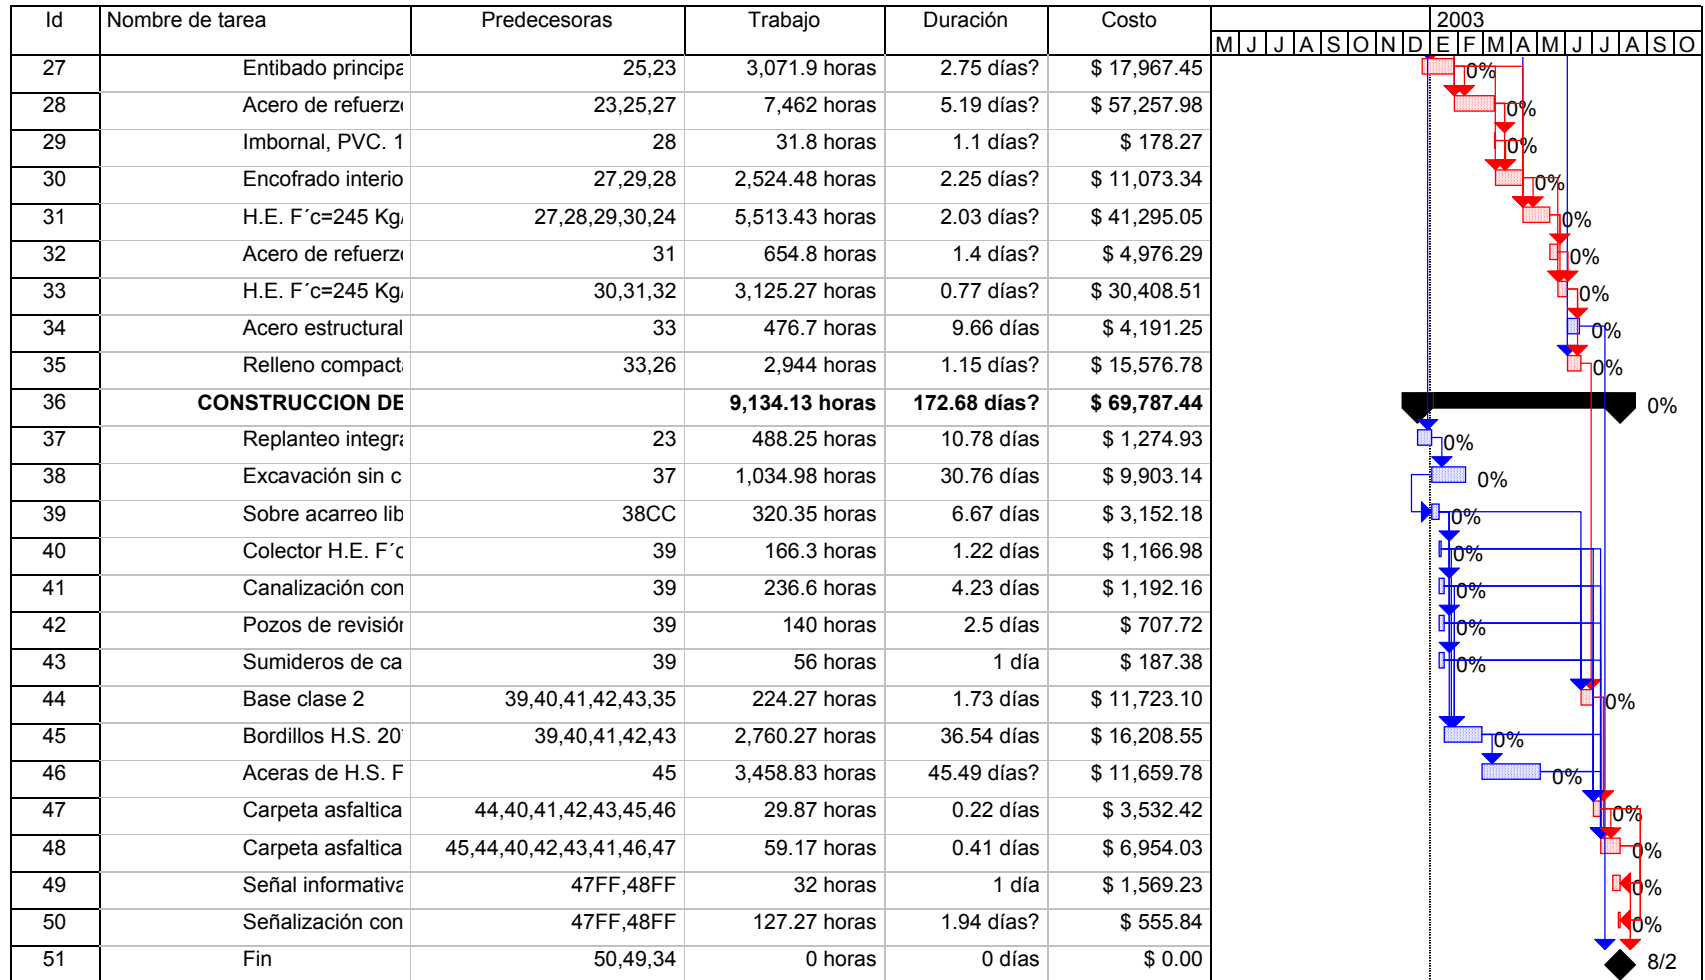 Id Nombre de tarea Predecesoras Trabajo Duración Costo 2003
M J J A S O N D E F M A M J J A S O
27 Entibado principa 25,23 3,071.9 horas 2.75 días? $ 17,967.45 0%
28 Acero de refuerzo 23,25,27 7,462 horas 5.19 días? $ 57,257.98 0%
29 Imbornal, PVC. 1 28 31.8 horas 1.1 días? $ 178.27 0%
30 Encofrado interio 27,29,28 2,524.48 horas 2.25 días? $ 11,073.34 0%
31 H.E. F´c=245 Kg/ 27,28,29,30,24 5,513.43 horas 2.03 días? $ 41,295.05 0%
32 Acero de refuerzo 31 654.8 horas 1.4 días? $ 4,976.29 0%
33 H.E. F´c=245 Kg/ 30,31,32 3,125.27 horas 0.77 días? $ 30,408.51 0%
34 Acero estructural 33 476.7 horas 9.66 días $ 4,191.25 0%
35 Relleno compacta 33,26 2,944 horas 1.15 días? $ 15,576.78 0%
36 CONSTRUCCION DE 9,134.13 horas 172.68 días? $ 69,787.44 0%
37 Replanteo integra 23 488.25 horas 10.78 días $ 1,274.93 0%
38 Excavación sin c 37 1,034.98 horas 30.76 días $ 9,903.14 0%
39 Sobre acarreo lib 38CC 320.35 horas 6.67 días $ 3,152.18 0%
40 Colector H.E. F´c 39 166.3 horas 1.22 días $ 1,166.98 0%
41 Canalización con 39 236.6 horas 4.23 días $ 1,192.16 0%
42 Pozos de revisión 39 140 horas 2.5 días $ 707.72 0%
43 Sumideros de ca 39 56 horas 1 día $ 187.38 0%
44 Base clase 2 39,40,41,42,43,35 224.27 horas 1.73 días $ 11,723.10 0%
45 Bordillos H.S. 20 39,40,41,42,43 2,760.27 horas 36.54 días $ 16,208.55 0%
46 Aceras de H.S. F 45 3,458.83 horas 45.49 días? $ 11,659.78 0%
47 Carpeta asfaltica 44,40,41,42,43,45,46 29.87 horas 0.22 días $ 3,532.42 0%
48 Carpeta asfaltica 45,44,40,42,43,41,46,47 59.17 horas 0.41 días $ 6,954.03 0%
49 Señal informativa 47FF,48FF 32 horas 1 día $ 1,569.23 0%
50 Señalización con 47FF,48FF 127.27 horas 1.94 días? $ 555.84 0%
51 Fin 50,49,34 0 horas 0 días $ 0.00 8/2